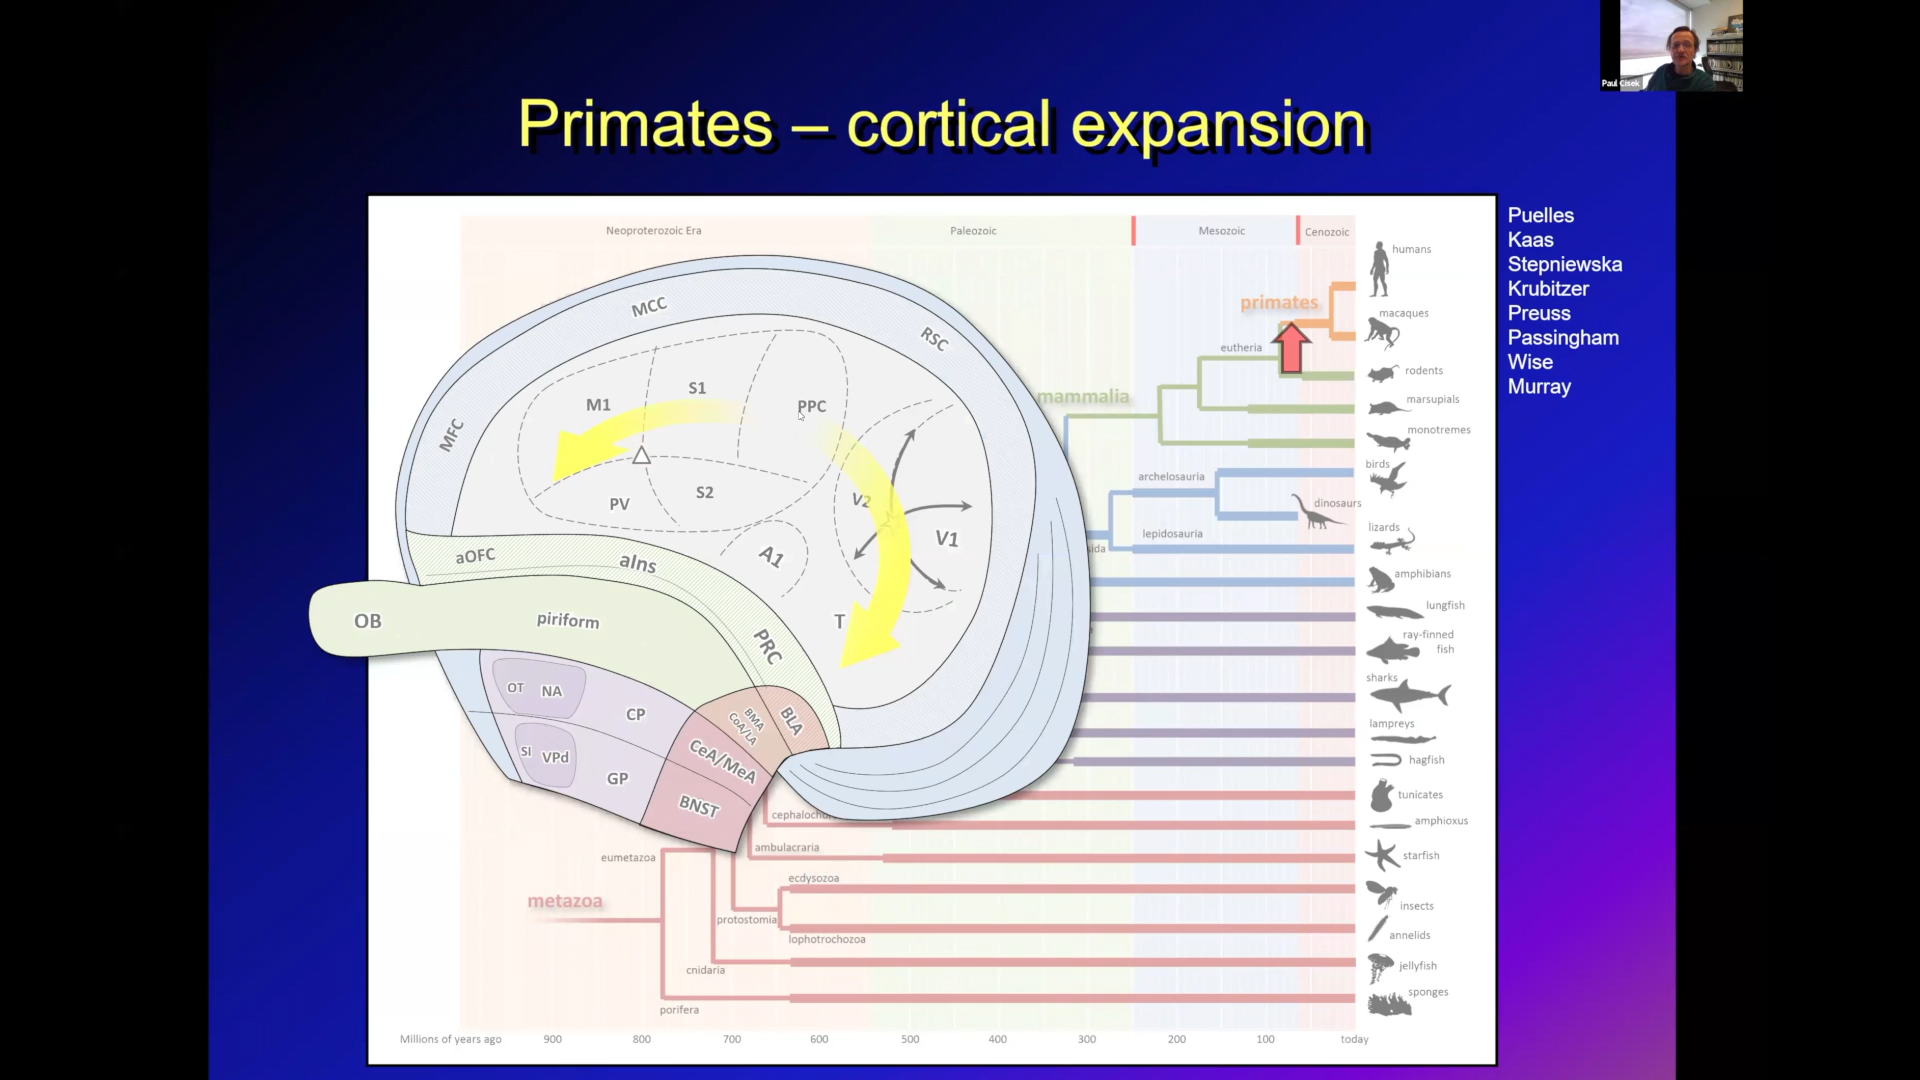 Paul Cisek
Primates – cortical expansion
Puelles
Kaas
Stepniewska
Krubitzer
Preuss
Passingham
Wise
Murray
Neoproterozoic Era
Paleozoic
Mesozoic
Cenozoic
humans
primates
macaques
eutheria
rodents
mammalia
marsupials
monotremes
birds
archelosauria
dinosaurs
lizards
lepidosauria
amphibians
lungfish
ray-finned
fish
sharks
lampreys
hagfish
tunicates
amphioxus
ambulacraria
starfish
eumetazoa
ecdysozoa
metazoa
insects
protostomia
lophotrochozoa
annelids
cnidaria
jellyfish
sponges
porifera
MCC
RSC
MFC
M1
S1
PPC
PV
S2
V2
V1
A1
T
aOFC
aIns
PRC
OB
piriform
OT
NA
CP
SI
VPd
GP
BMA
CoA/LA
BLA
CeA/MeA
BNST
Millions of years ago 900 800 700 600 500 400 300 200 100 today